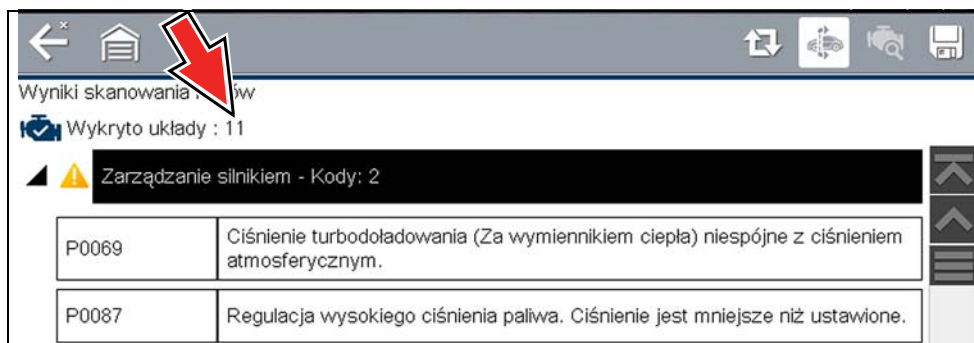 Wyniki skanowania
Wykryto układy : 11
Zarządzanie silnikiem - Kody: 2
P0069
Ciśnienie turbodoładowania (Za wymiennikiem ciepła) niespójne z ciśnieniem
atmosferycznym.
P0087
Regulacja wysokiego ciśnienia paliwa. Ciśnienie jest mniejsze niż ustawione.